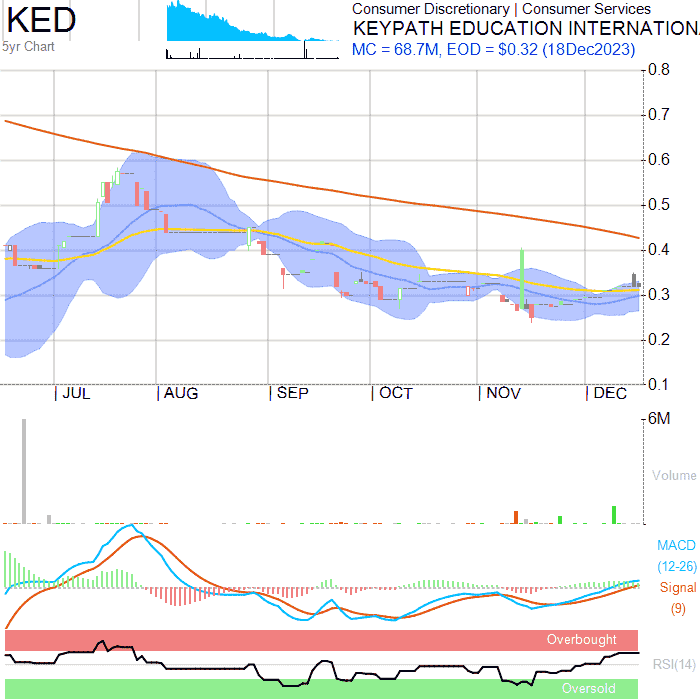 KED
5yr Chart
Consumer Discretionary | Consumer Services
KEYPATH EDUCATION INTERNATIONA
MC = 68.7M, EOD = $0.32 (18Dec2023)
0.8
0.7
0.6
0.5
0.4
0.3
0.2
0.1
JUL AUG SEP OCT NOV DEC
6M
Volume
MACD
(12-26)
Signal
(9)
Overbought
RSI(14)
Oversold